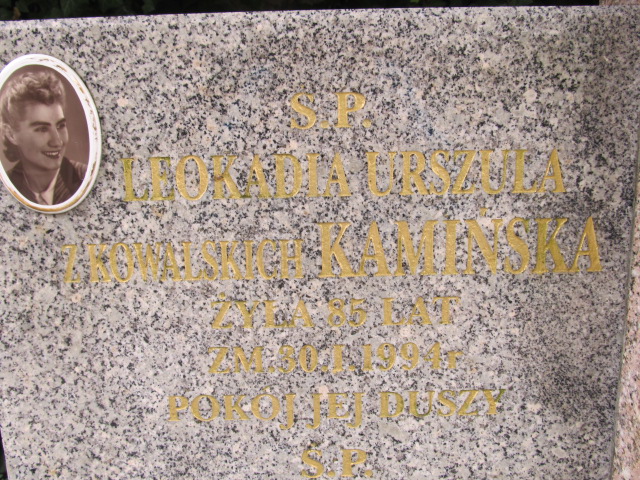 Ś.P.
LEOKADIA URSZULA
Z KOWALSKICH KAMIŃSKA
ŻYŁA 85 LAT
ZM.30.I.1994r.
POKÓJ JEJ DUSZY
Ś.P.